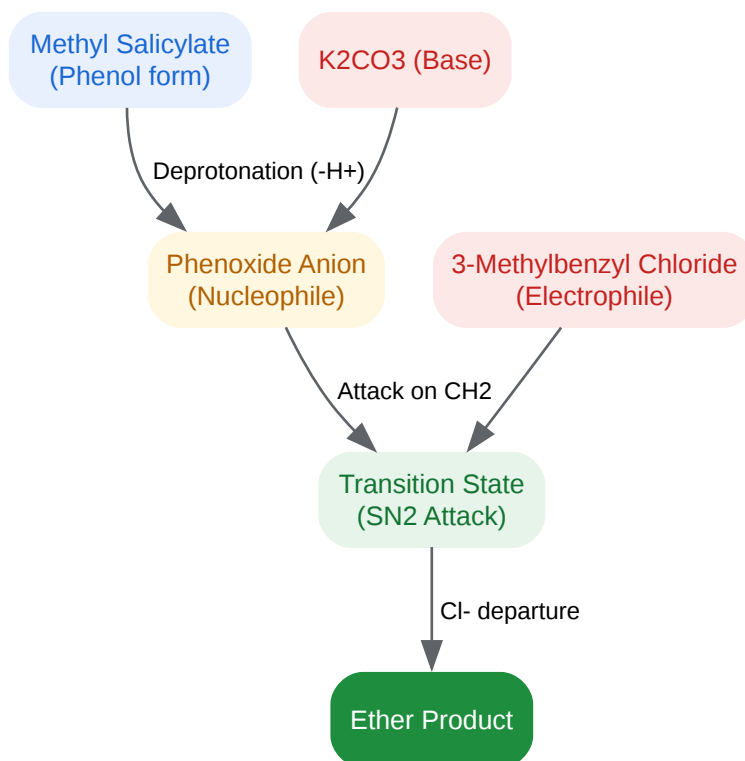 Methyl Salicylate
(Phenol form)
K2CO3 (Base)
Deprotonation (-H+)
Phenoxide Anion
(Nucleophile)
3-Methylbenzyl Chloride
(Electrophile)
Attack on CH2
Transition State
(SN2 Attack)
Cl- departure
Ether Product